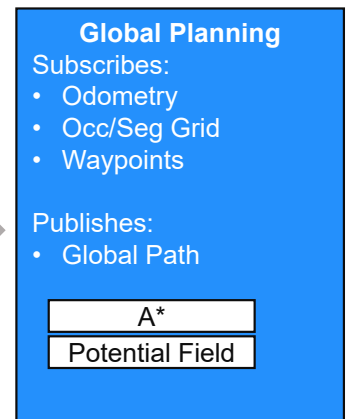 Global Planning
Subscribes:
• Odometry
• Occ/Seg Grid
• Waypoints
Publishes:
• Global Path
A*
Potential Field